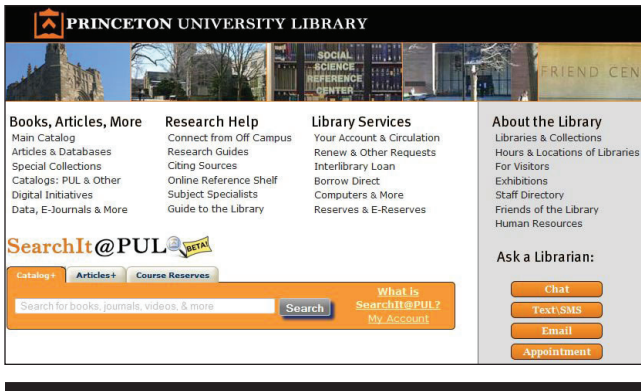 PRINCETON UNIVERSITY LIBRARY
SOCIAL
SCIENCE
REFERENCE
CENTER
FRIEND CEN
Books, Articles, More
Main Catalog
Articles & Databases
Special Collections
Catalogs: PUL & Other
Digital Initiatives
Data, E-Journals & More
Research Help
Connect from Off Campus
Research Guides
Citing Sources
Online Reference Shelf
Subject Specialists
Guide to the Library
Library Services
Your Account & Circulation
Renew & Other Requests
Interlibrary Loan
Borrow Direct
Computers & More
Reserves & E-Reserves
About the Library
Libraries & Collections
Hours & Locations of Libraries
For Visitors
Exhibitions
Staff Directory
Friends of the Library
Human Resources
SearchIt@PUL BETA!
Catalog+ Articles+ Course Reserves
Search for books, journals, videos, & more Search
What is
SearchIt@PUL?
My Account
Ask a Librarian:
Chat
Text\SMS
Email
Appointment